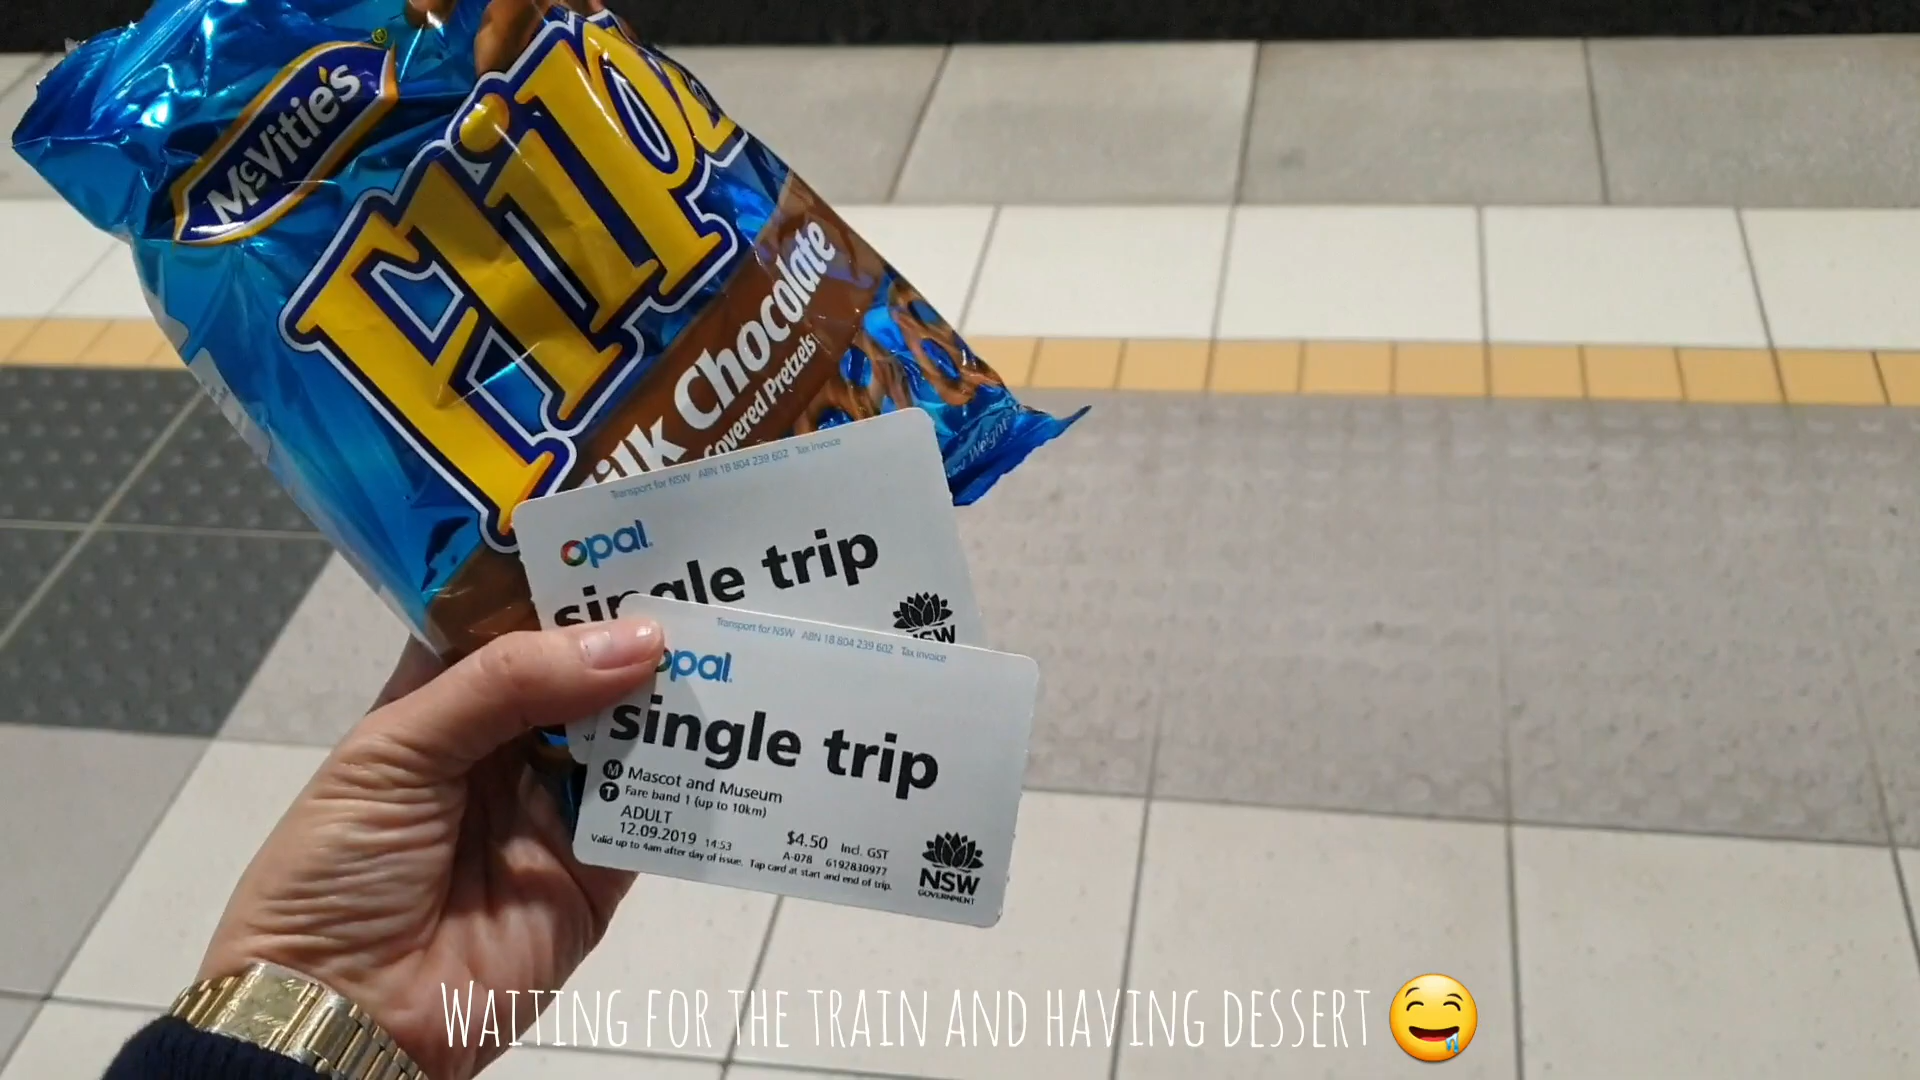 McVitie's
Flipz
Milk Chocolate
Covered Pretzels
Weight
Transport for NSW ABN 18 804 239 602 Tax Invoice
opal.
single trip
NSW
Transport for NSW ABN 18 804 239 602 Tax Invoice
opal.
single trip
M Mascot and Museum
T Fare band 1 (up to 10km)
ADULT
12.09.2019 14:53 $4.50 Incl. GST
A-078 6192830977
Valid up to 4am after day of issue. Tap card at start and end of trip.
NSW
GOVERNMENT
WAITING FOR THE TRAIN AND HAVING DESSERT 🤤